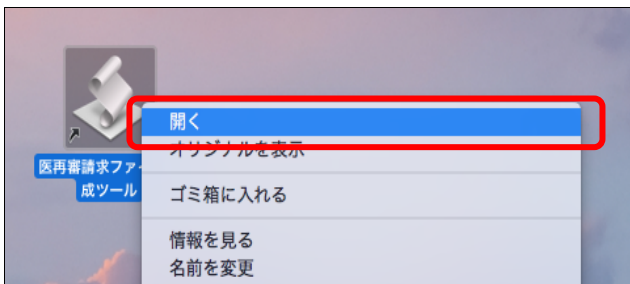 医再審請求ファ
成ツール
開く
オリジナルを表示
ゴミ箱に入れる
情報を見る
名前を変更